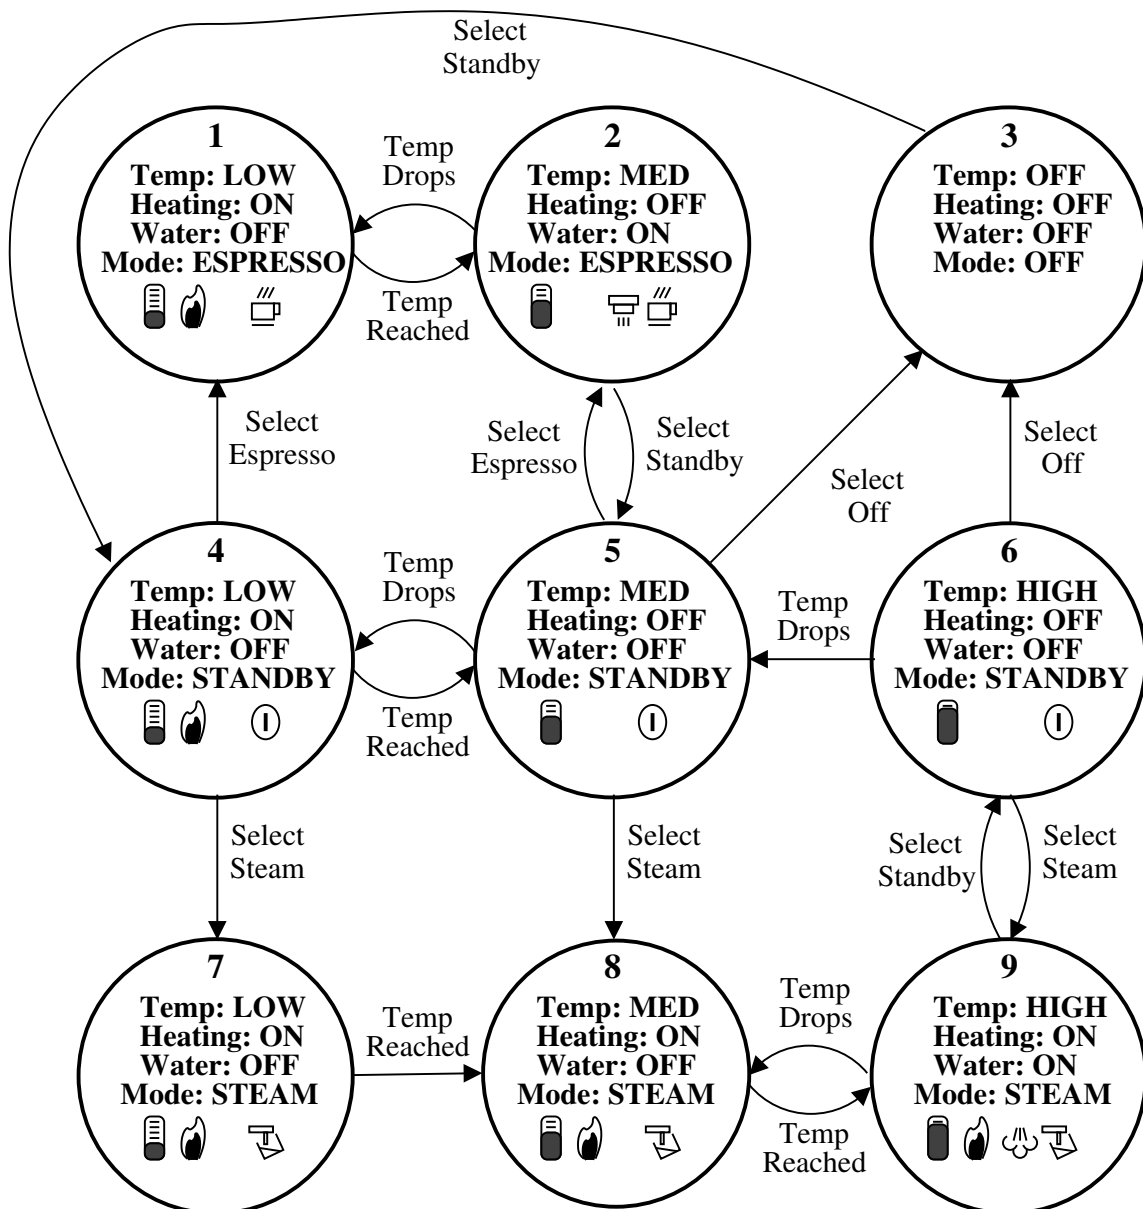 Select
Standby
1
Temp: LOW
Heating: ON
Water: OFF
Mode: ESPRESSO
Temp
Drops
Temp
Reached
2
Temp: MED
Heating: OFF
Water: ON
Mode: ESPRESSO
3
Temp: OFF
Heating: OFF
Water: OFF
Mode: OFF
Select
Espresso
Select
Espresso
Select
Standby
Select
Off
Select
Off
4
Temp: LOW
Heating: ON
Water: OFF
Mode: STANDBY
Temp
Drops
Temp
Reached
5
Temp: MED
Heating: OFF
Water: OFF
Mode: STANDBY
Temp
Drops
6
Temp: HIGH
Heating: OFF
Water: OFF
Mode: STANDBY
Select
Steam
Select
Steam
Select
Standby
Select
Steam
7
Temp: LOW
Heating: ON
Water: OFF
Mode: STEAM
Temp
Reached
8
Temp: MED
Heating: ON
Water: OFF
Mode: STEAM
Temp
Drops
Temp
Reached
9
Temp: HIGH
Heating: ON
Water: ON
Mode: STEAM